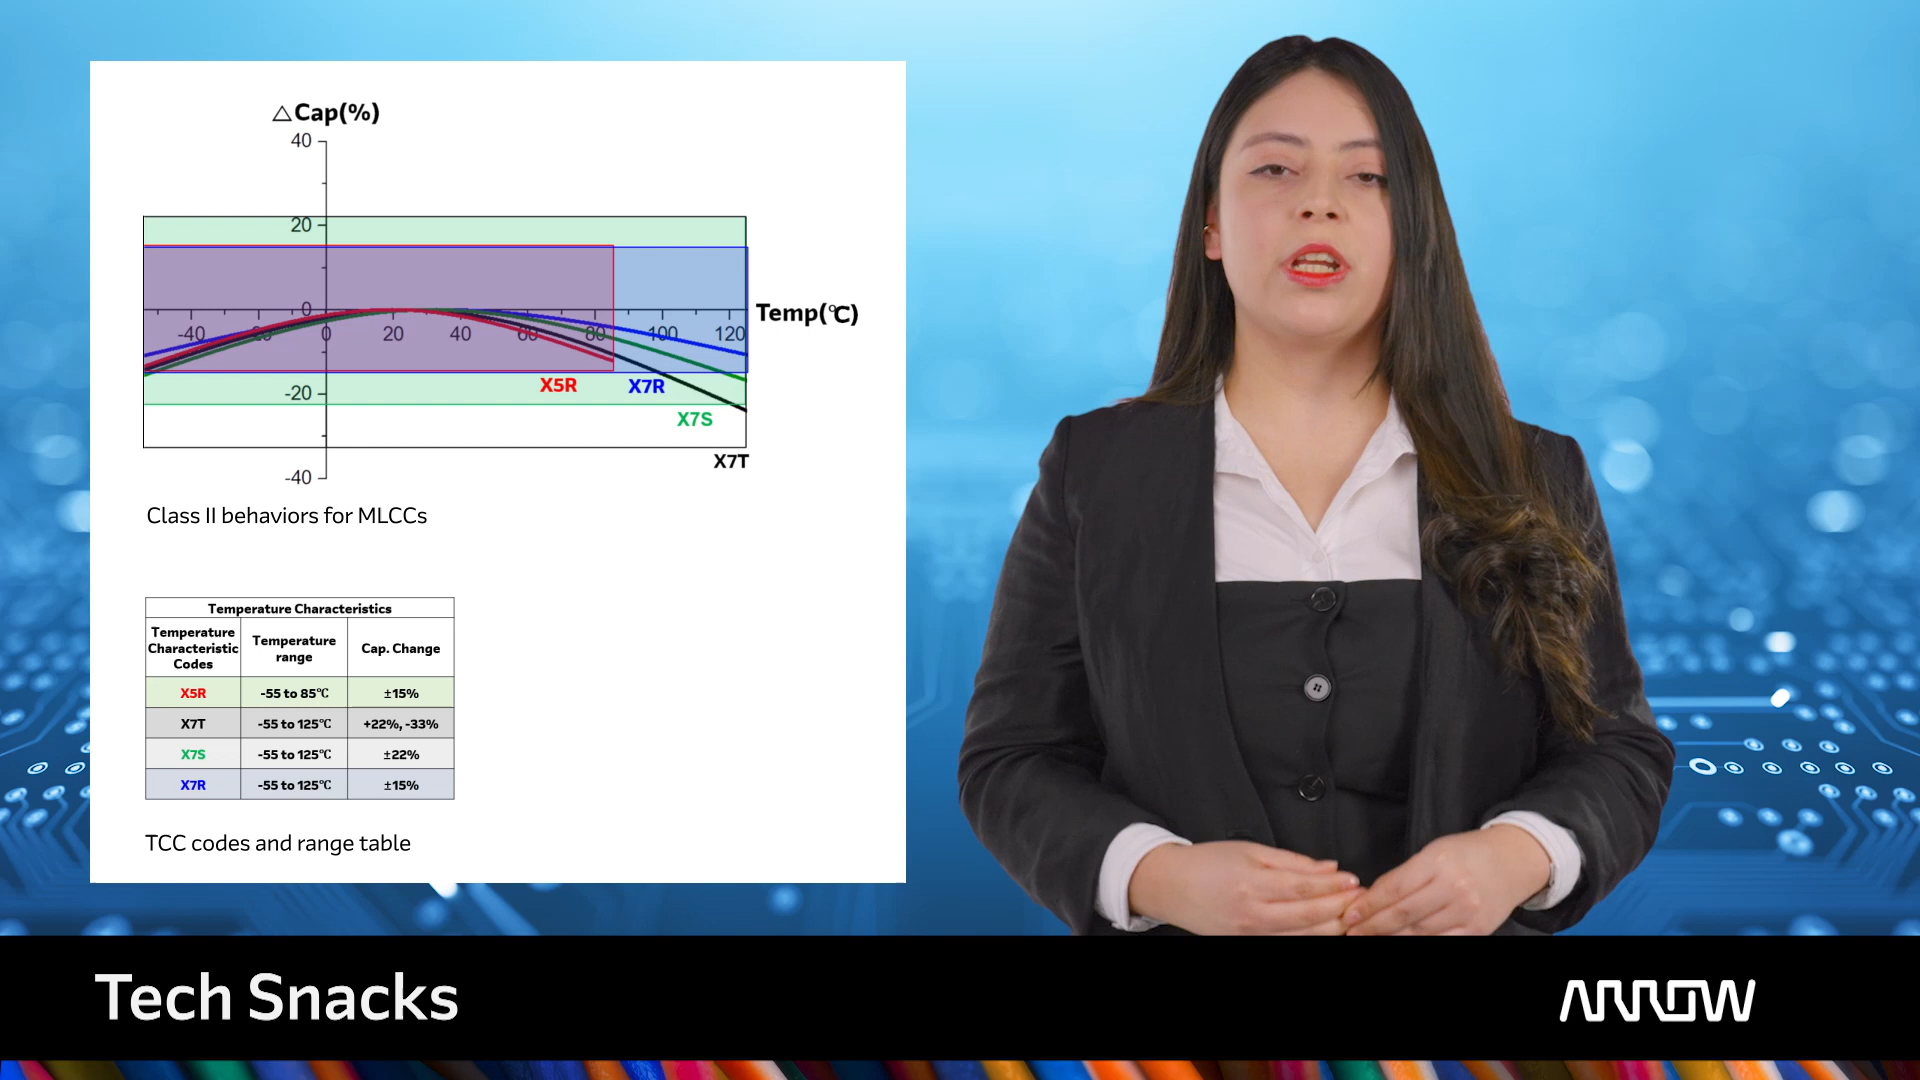 △Cap(%)
40
20
0
-40 -20 20 40 60 80 100 120
Temp(℃)
-20
-40
X5R X7R
X7S
X7T
Class II behaviors for MLCCs
Temperature Characteristics
Temperature Characteristic Codes Temperature range Cap. Change
X5R -55 to 85℃ ±15%
X7T -55 to 125℃ +22%, -33%
X7S -55 to 125℃ ±22%
X7R -55 to 125℃ ±15%
TCC codes and range table
Tech Snacks
ARROW